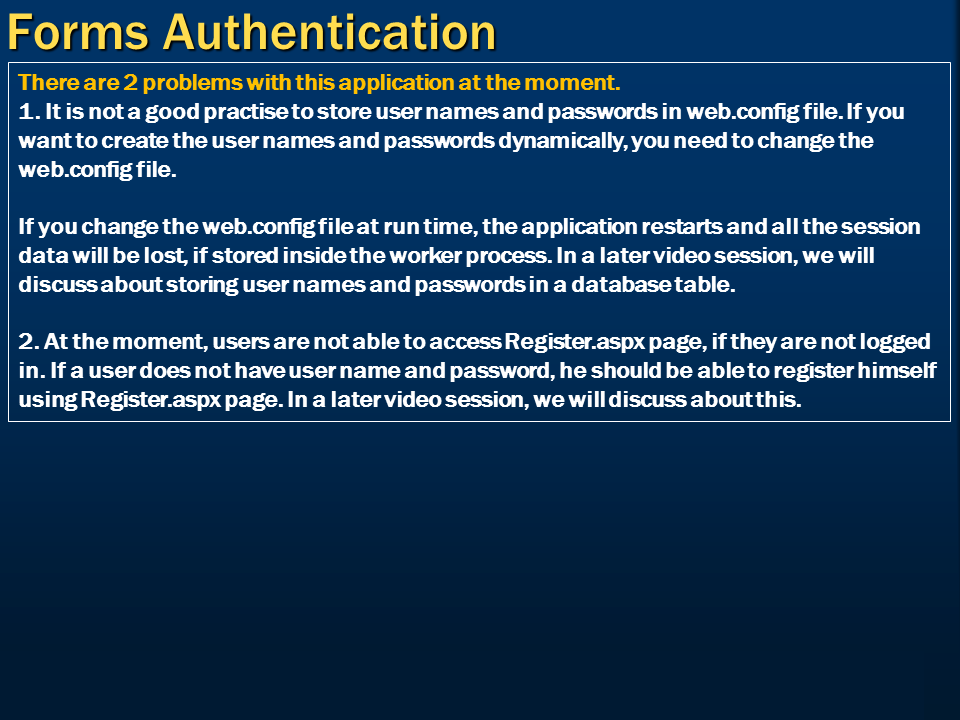 Forms Authentication
There are 2 problems with this application at the moment.
1. It is not a good practise to store user names and passwords in web.config file. If you
want to create the user names and passwords dynamically, you need to change the
web.config file.
If you change the web.config file at run time, the application restarts and all the session
data will be lost, if stored inside the worker process. In a later video session, we will
discuss about storing user names and passwords in a database table.
2. At the moment, users are not able to access Register.aspx page, if they are not logged
in. If a user does not have user name and password, he should be able to register himself
using Register.aspx page. In a later video session, we will discuss about this.